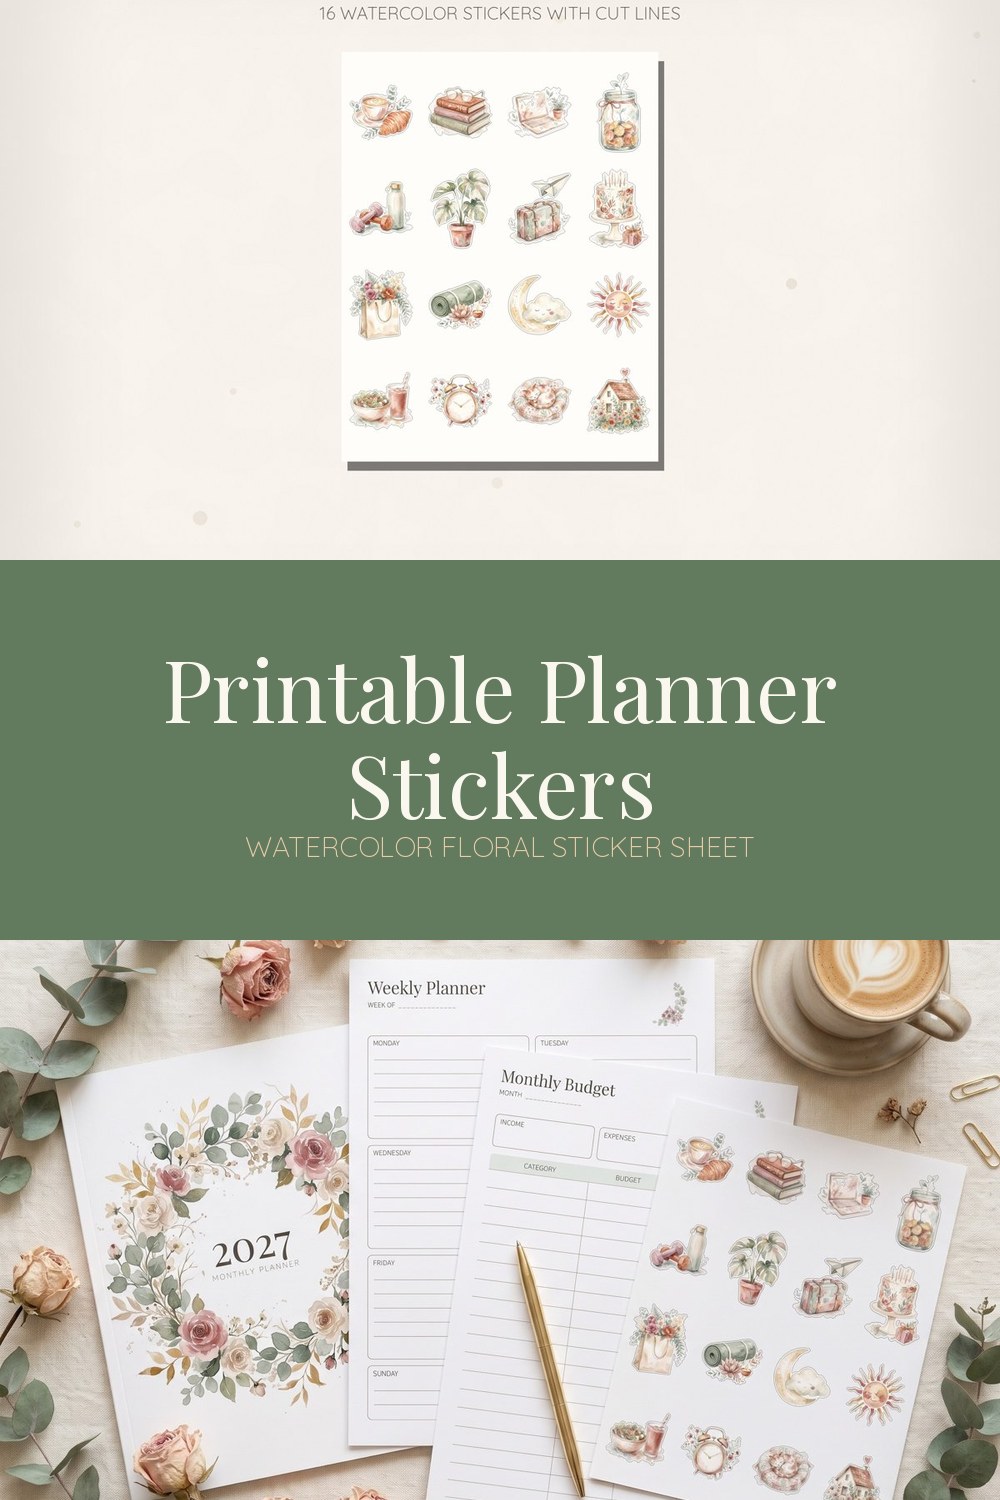 16 WATERCOLOR STICKERS WITH CUT LINES
Printable Planner
Stickers
WATERCOLOR FLORAL STICKER SHEET
Weekly Planner
WEEK OF
MONDAY
TUESDAY
WEDNESDAY
FRIDAY
SUNDAY
Monthly Budget
MONTH
INCOME
EXPENSES
CATEGORY
BUDGET
2027
MONTHLY PLANNER